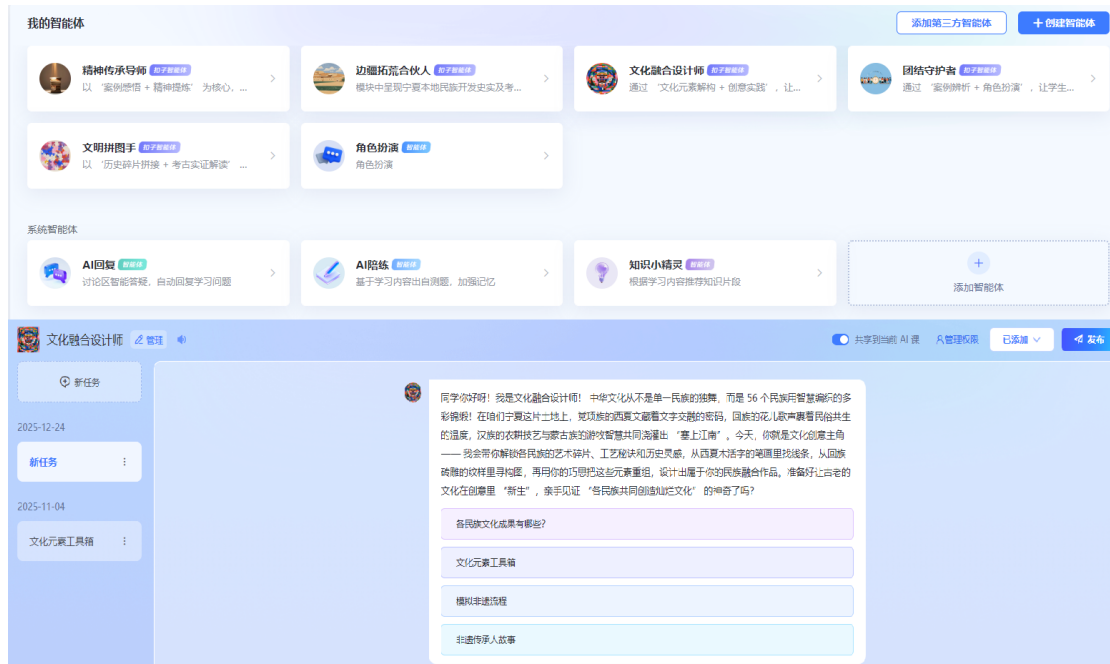 我的智能体
添加第三方智能体
+创建智能体
精神传承导师 扣子智能体
以 ‘案例感悟 + 精神提炼’ 为核心，...
边疆拓荒合伙人 扣子智能体
模块中呈现宁夏本地民族开发史实及考...
文化融合设计师 扣子智能体
通过 ‘文化元素解构 + 创意实践’ ，让...
团结守护者 扣子智能体
通过 ‘案例辨析 + 角色扮演’ ，让学生...
文明拼图手 扣子智能体
以 ‘历史碎片拼接 + 考古实证解读’ ...
角色扮演 智能体
角色扮演
系统智能体
AI回复 智能体
讨论区智能答疑，自动回复学习问题
AI陪练 智能体
基于学习内容出自测题，加强记忆
知识小精灵 智能体
根据学习内容推荐知识片段
添加智能体
文化融合设计师 管理
共享到当前 AI 课
管理权限
已添加
发布
新任务
2025-12-24
新任务
2025-11-04
文化元素工具箱
同学你好呀！我是文化融合设计师！ 中华文化从不是单一民族的独舞，而是 56 个民族用智慧编织的多
彩锦缎！在咱们宁夏这片土地上，党项族的西夏文藏着文字交融的密码，回族的花儿歌声裹着民俗共生
的温度，汉族的农耕技艺与蒙古族的游牧智慧共同浇灌出 “塞上江南” 。今天，你就是文化创意主角
—— 我会带你解锁各民族的艺术碎片、工艺秘诀和历史灵感，从西夏木活字的笔画里找线条，从回族
砖雕的纹样里寻构图，再用你的巧思把这些元素重组，设计出属于你的民族融合作品。准备好让古老的
文化在创意里 “新生” ，亲手见证 “各民族共同创造灿烂文化” 的神奇了吗？
各民族文化成果有哪些？
文化元素工具箱
模拟非遗流程
非遗传承人故事